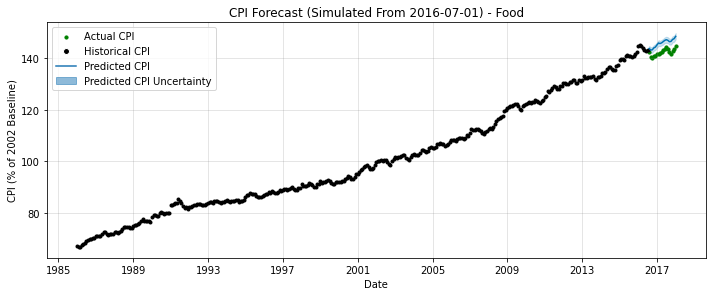 CPI Forecast (Simulated From 2016-07-01) - Food
Actual CPI
Historical CPI
Predicted CPI
Predicted CPI Uncertainty
CPI (% of 2002 Baseline)
140
120
100
80
1985
1989
1993
1997
2001
2005
2009
2013
2017
Date